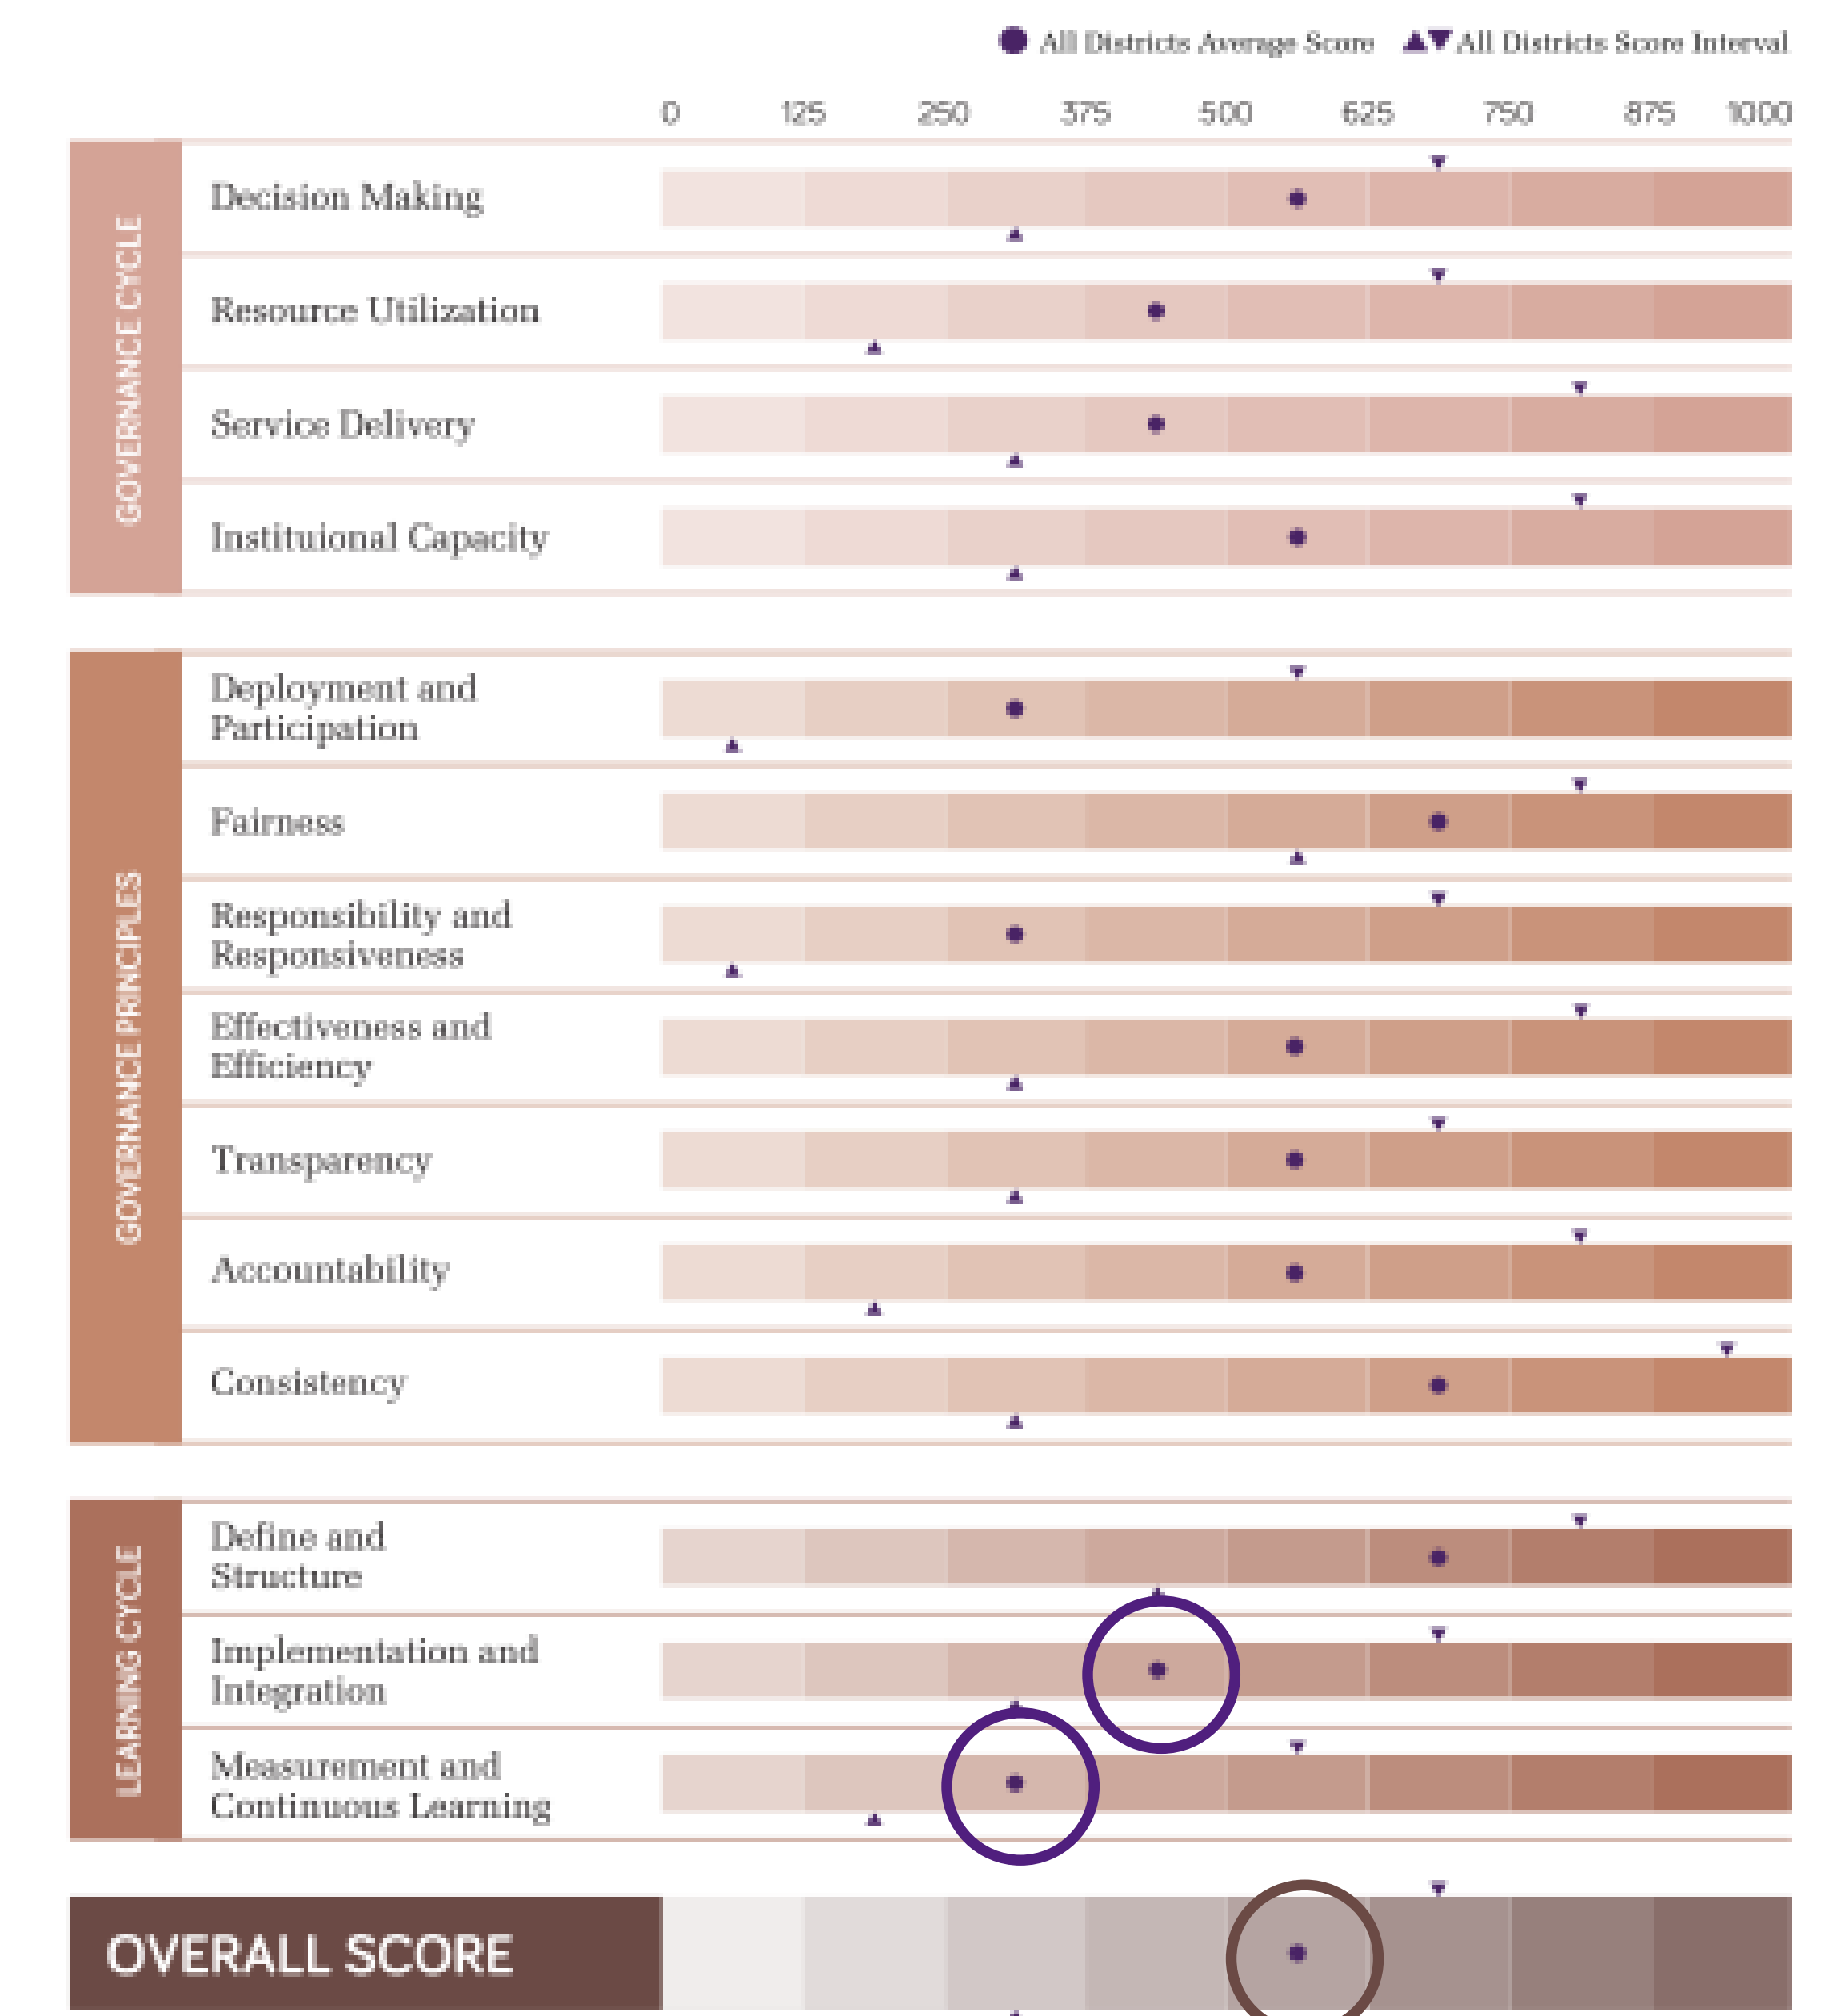 All Districts Average Score All Districts Score Interval
0 125 250 375 500 625 750 875 1000
GOVERNANCE CYCLE
Decision Making
Resource Utilization
Service Delivery
Instituional Capacity
GOVERNANCE PRINCIPLES
Deployment and
Participation
Fairness
Responsibility and
Responsiveness
Effectiveness and
Efficiency
Transparency
Accountability
Consistency
LEARNING CYCLE
Define and
Structure
Implementation and
Integration
Measurement and
Continuous Learning
OVERALL SCORE